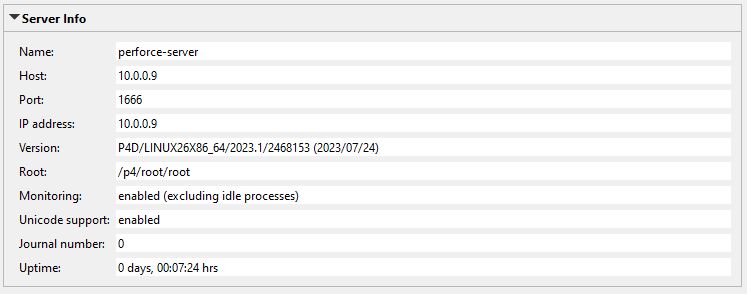 Server Info
Name: perforce-server
Host: 10.0.0.9
Port: 1666
IP address: 10.0.0.9
Version: P4D/LINUX26X86_64/2023.1/2468153 (2023/07/24)
Root: /p4/root/root
Monitoring: enabled (excluding idle processes)
Unicode support: enabled
Journal number: 0
Uptime: 0 days, 00:07:24 hrs